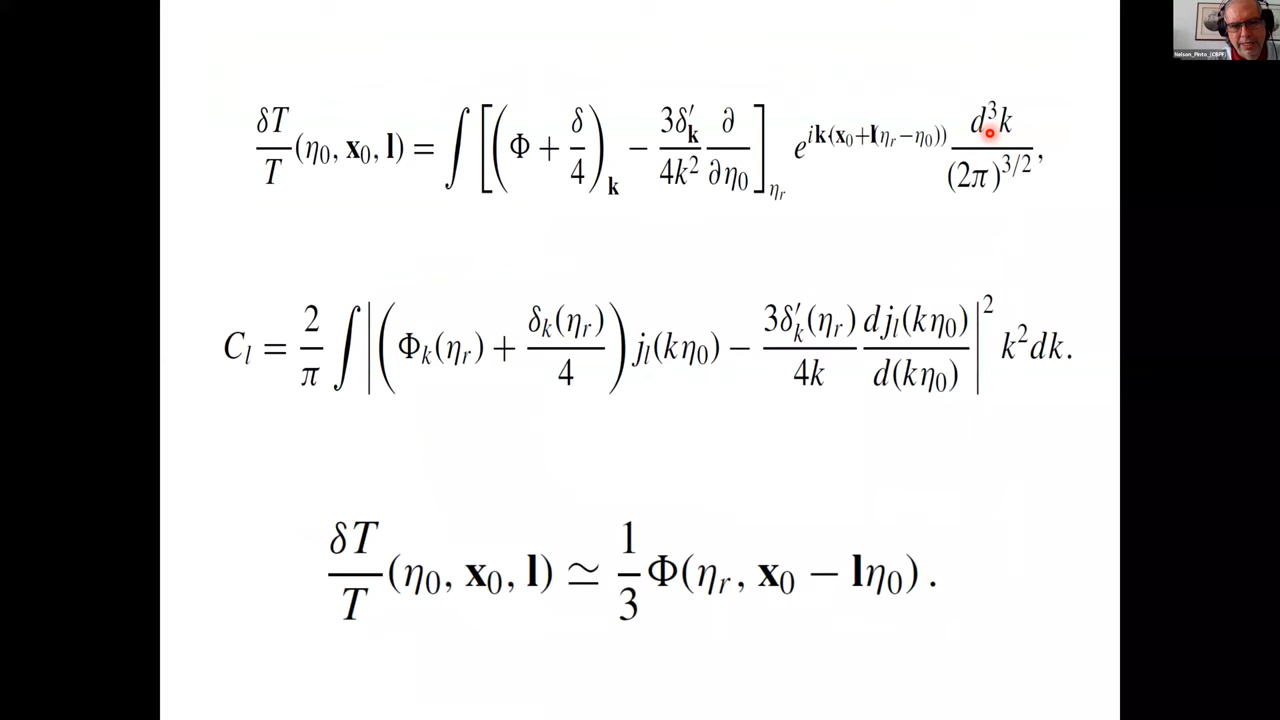 δT/T (η₀, x₀, l) = ∫ [ (Φ + δ/4)_k − (3δ′_k/4k²) (∂/∂η₀) ]_{η_r} e^{ik·(x₀+l(η_r−η₀))} d³k/(2π)^{3/2},
C_l = (2/π) ∫ | (Φ_k(η_r) + δ_k(η_r)/4) j_l(kη₀) − (3δ′_k(η_r)/4k) (dj_l(kη₀)/d(kη₀)) |² k²dk.
δT/T (η₀, x₀, l) ≃ (1/3) Φ(η_r, x₀ − lη₀).
Nelson_Pinto_(CBPF)